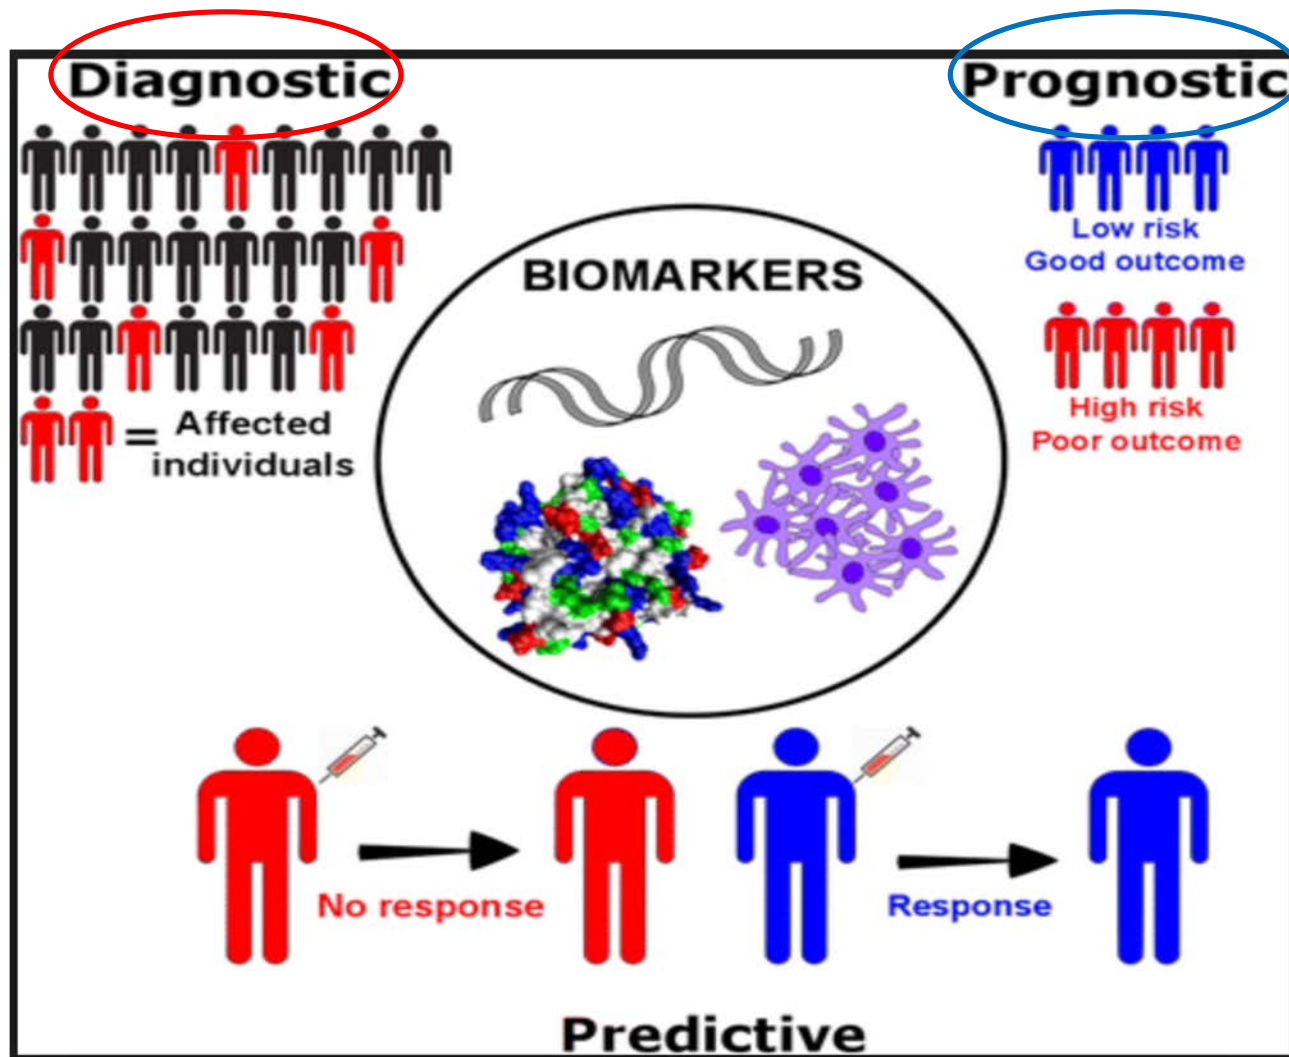 Diagnostic
Prognostic
Low risk
Good outcome
BIOMARKERS
High risk
Poor outcome
= Affected
individuals
No response
Response
Predictive